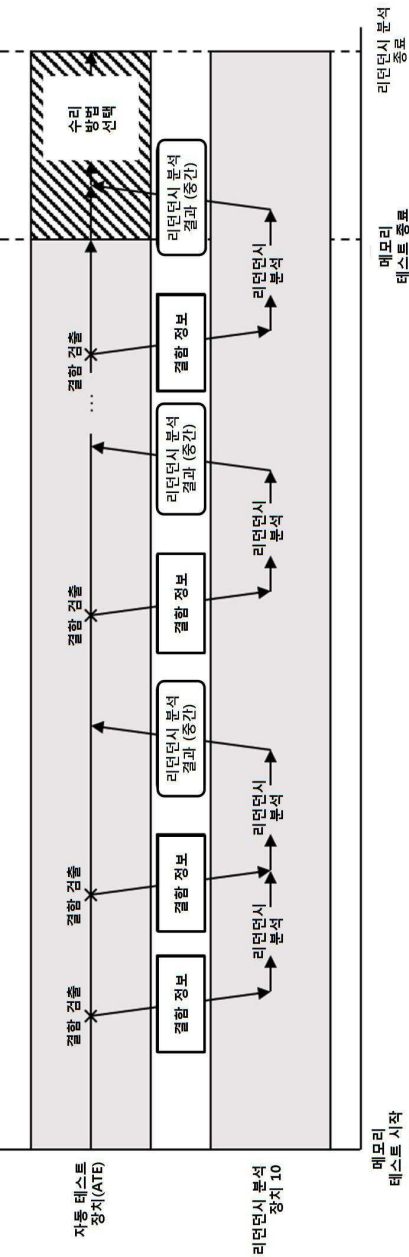 자동 테스트
장치(ATE)
결함 검출
결함 검출
결함 검출
...
결함 검출
수리
방법
선택
결함 정보
결함 정보
리던던시 분석
결과 (중간)
결함 정보
리던던시 분석
결과 (중간)
결함 정보
리던던시 분석
결과 (중간)
리던던시 분석
장치 10
리던던시
분석
리던던시
분석
리던던시
분석
리던던시
분석
메모리
테스트 시작
메모리
테스트 종료
리던던시 분석
종료